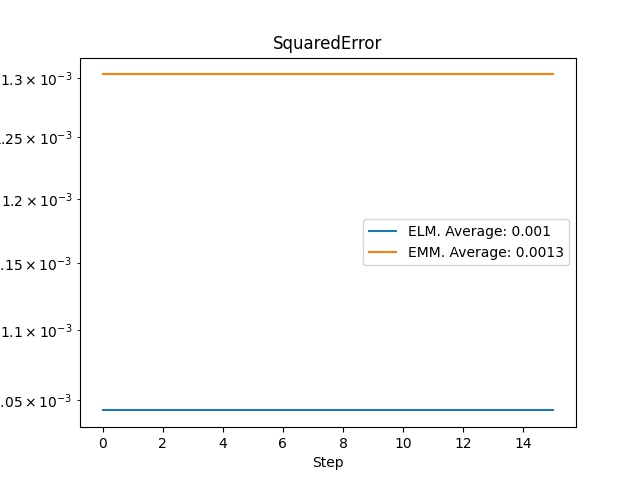 SquaredError
1.3 × 10⁻³
.25 × 10⁻³
1.2 × 10⁻³
.15 × 10⁻³
1.1 × 10⁻³
.05 × 10⁻³
ELM. Average: 0.001
EMM. Average: 0.0013
0 2 4 6 8 10 12 14
Step